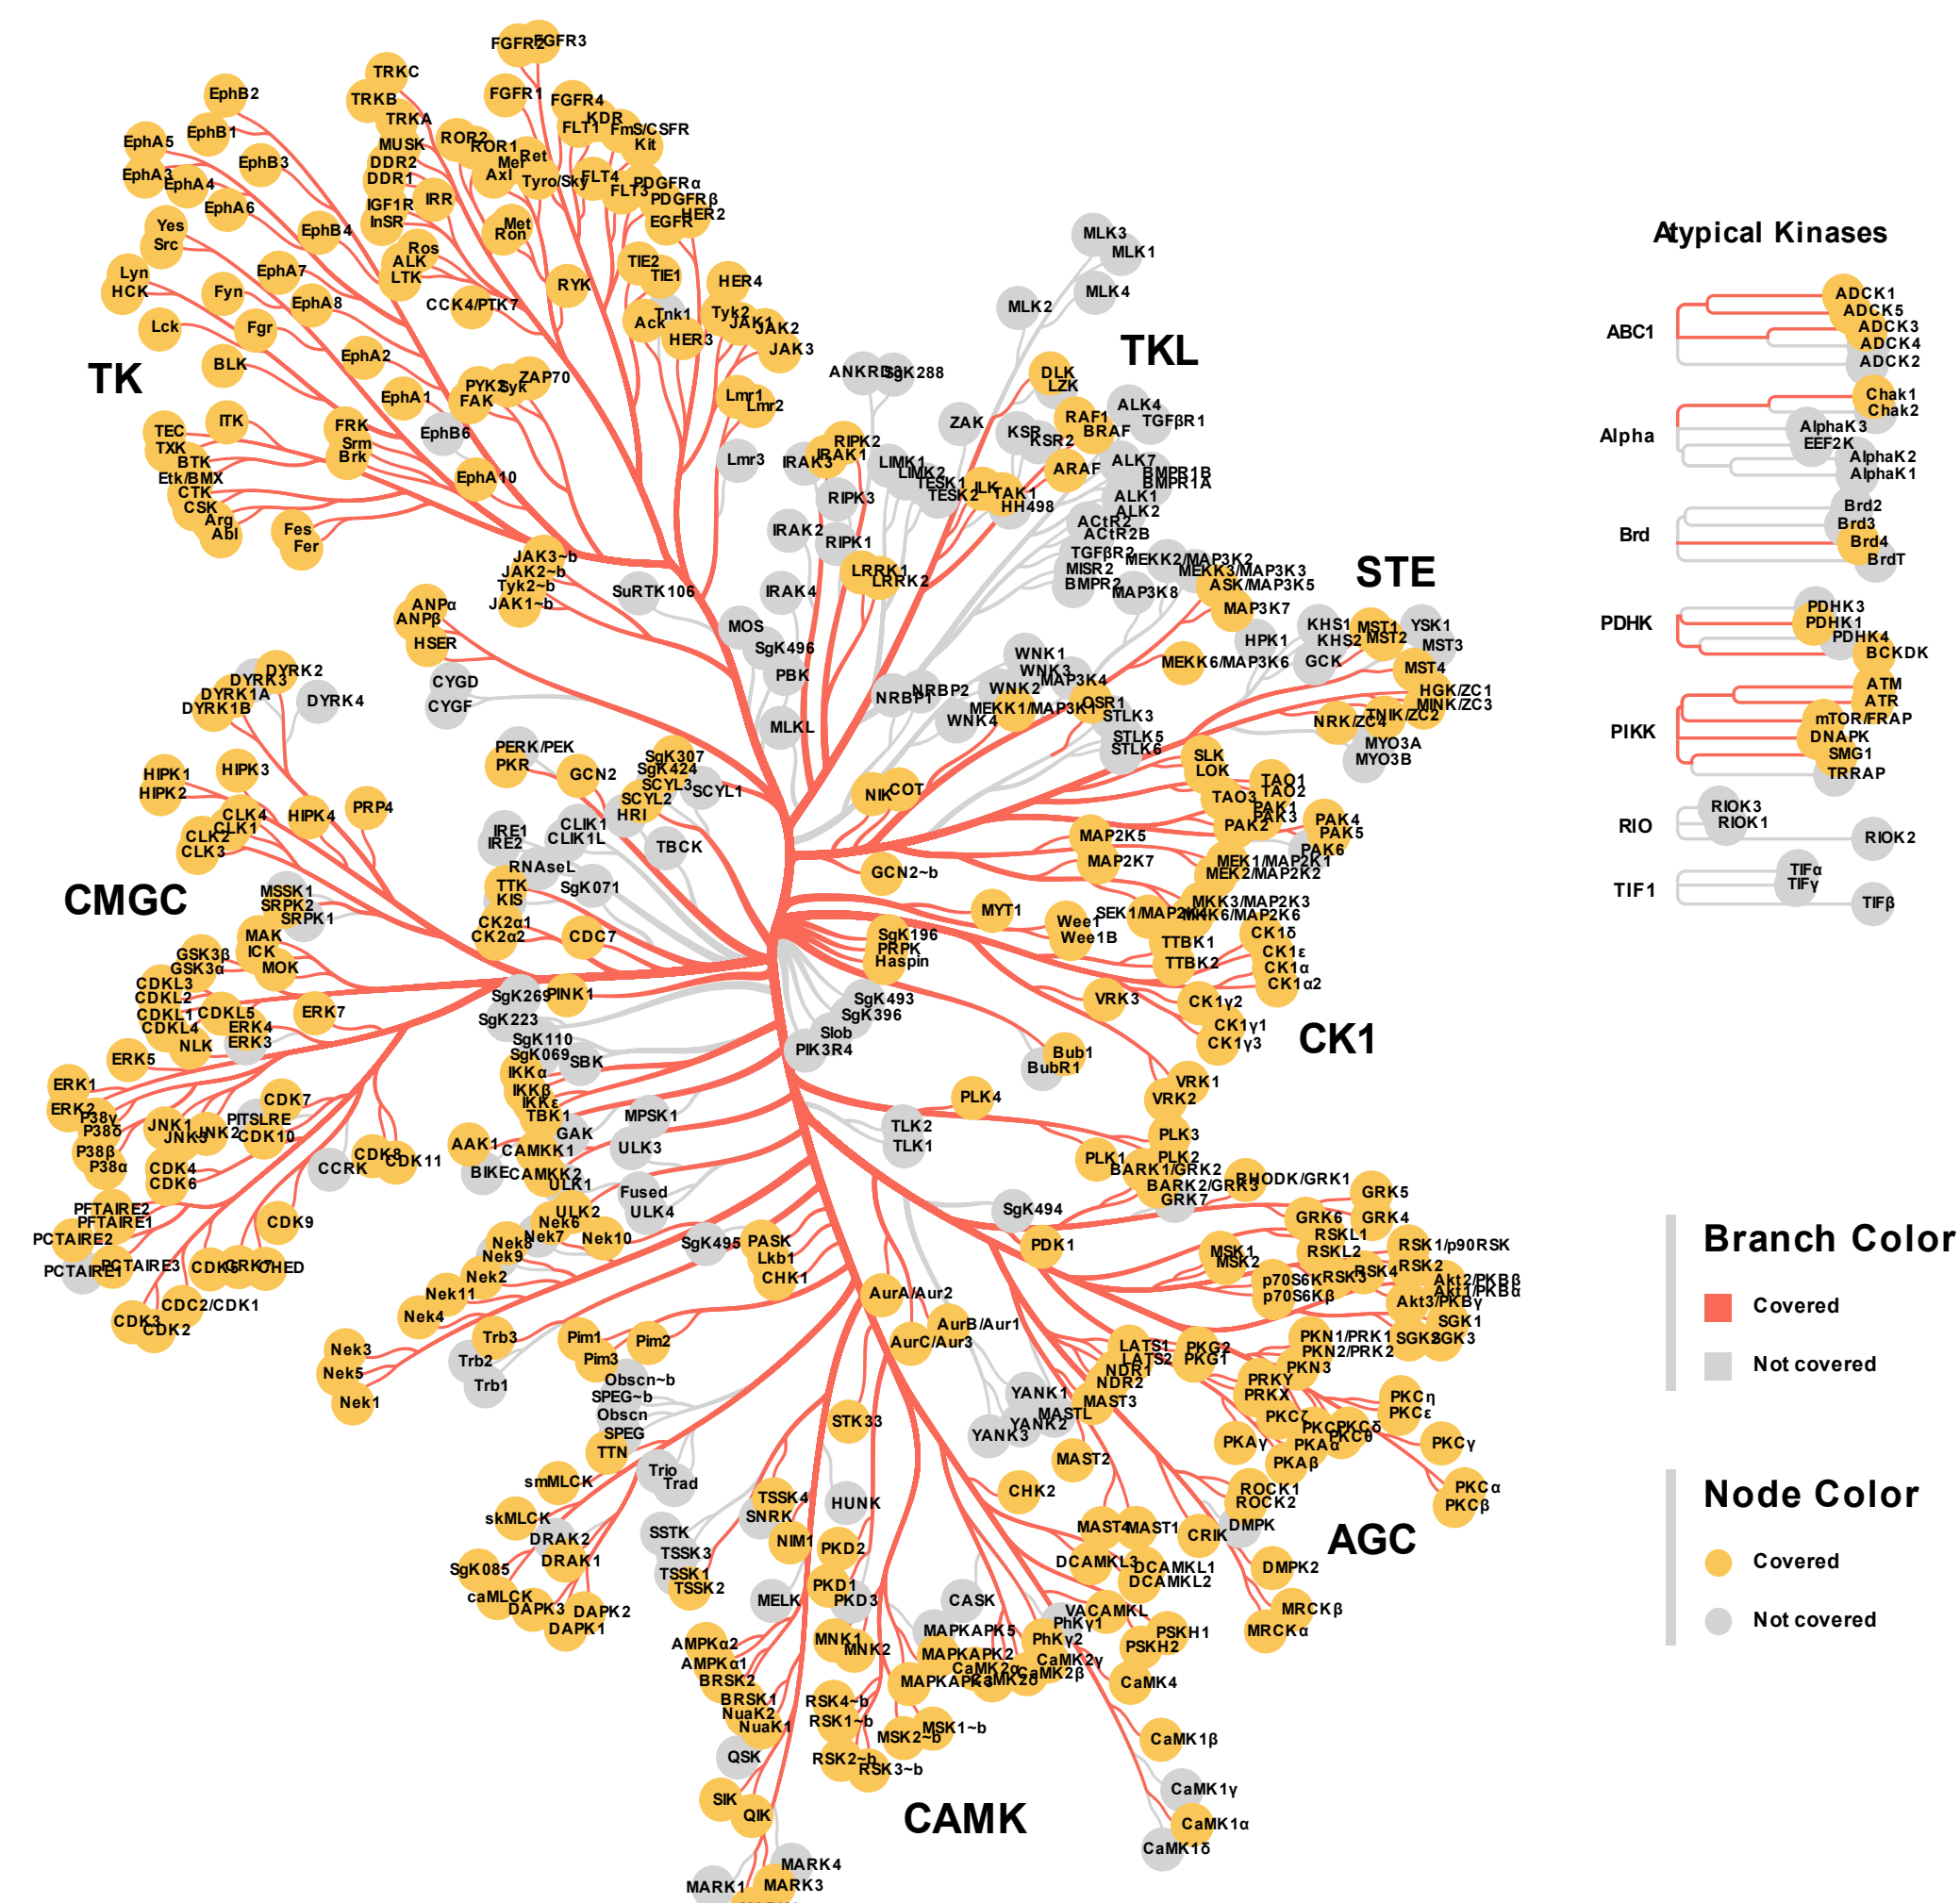 FGFR2
FGFR3
TRKC
TRKB
TRKA
FGFR1
FGFR4
KDR
FLT1
FmS/CSFR
Kit
EphB2
EphB1
EphA5
EphB3
EphA3
EphA4
EphA6
MUSK
DDR2
DDR1
ROR2
ROR1
Ret
Axl
Tyro/Sky
FLT4
FLT3
PDGFRα
PDGFRβ
HER2
EGFR
IGF1R
InSR
IRR
Met
Ron
Yes
Src
EphB4
Ros
ALK
LTK
Lyn
HCK
EphA7
Fyn
EphA8
CCK4/PTK7
RYK
TIE2
TIE1
HER4
Tnk1
Ack
HER3
Tyk2
JAK1
JAK2
JAK3
Lck
Fgr
BLK
EphA2
EphA1
PYK2
Syk
ZAP70
FAK
Lmr1
Lmr2
TK
TEC
TXK
BTK
Etk/BMX
CTK
CSK
Arg
Abl
ITK
FRK
Srm
Brk
EphB6
EphA10
Lmr3
Fes
Fer
JAK3~b
JAK2~b
Tyk2~b
JAK1~b
SuRTK106
MLK3
MLK1
MLK4
MLK2
TKL
SgK288
DLK
LZK
ZAK
KSR
KSR2
RAF1
BRAF
ARAF
ALK4
TGFβR1
ALK7
BMPR1B
BMPR1A
ALK1
ALK2
ACtR2
ACtR2B
TGFβR2
MISR2
BMPR2
RIPK2
IRAK1
IRAK3
RIPK3
IRAK2
RIPK1
IRAK4
LIMK1
LIMK2
TESK1
TESK2
ILK
TAK1
HH498
LRRK1
LRRK2
MOS
SgK496
PBK
MLKL
NRBP1
NRBP2
MEKK2/MAP3K2
MEKK3/MAP3K3
ASK/MAP3K5
MAP3K8
MAP3K7
STE
HPK1
KHS1
KHS2
MST1
MST2
YSK1
MST3
GCK
MST4
MEKK6/MAP3K6
WNK1
WNK3
WNK2
WNK4
MAP3K4
MEKK1/MAP3K1
OSR1
STLK3
STLK5
STLK6
HGK/ZC1
MINK/ZC3
TNIK/ZC2
NRK/ZC4
MYO3A
MYO3B
NIK
COT
SLK
LOK
TAO1
TAO2
TAO3
PAK1
PAK3
PAK2
PAK4
PAK5
PAK6
MAP2K5
MAP2K7
MEK1/MAP2K1
MEK2/MAP2K2
MKK3/MAP2K3
MKK6/MAP2K6
GCN2~b
ANPα
ANPβ
HSER
CYGD
CYGF
DYRK2
DYRK3
DYRK1A
DYRK1B
DYRK4
PERK/PEK
PKR
GCN2
SgK307
SgK424
SCYL3
SCYL2
SCYL1
HRI
HIPK1
HIPK2
HIPK3
HIPK4
PRP4
CLK4
CLK1
CLK2
CLK3
IRE1
IRE2
CLIK1
CLIK1L
TBCK
RNAseL
SgK071
TTK
KIS
CK2α1
CK2α2
CDC7
CMGC
MSSK1
SRPK2
SRPK1
MAK
ICK
MOK
GSK3β
GSK3α
CDKL3
CDKL2
CDKL1
CDKL5
CDKL4
ERK7
ERK4
ERK3
NLK
ERK5
ERK1
ERK2
P38γ
P38δ
P38β
P38α
JNK1
JNK3
JNK2
CDK7
PITSLRE
CDK10
CDK4
CDK6
CCRK
CDK8
CDK11
PFTAIRE2
PFTAIRE1
PCTAIRE2
PCTAIRE1
PCTAIRE3
CDK9
CHED
CDC2/CDK1
CDK3
CDK2
SgK269
PINK1
SgK223
SgK110
SgK069
SBK
IKKα
IKKβ
IKKε
TBK1
MPSK1
AAK1
GAK
CAMKK1
ULK3
BIKE
CAMKK2
ULK1
Fused
ULK4
ULK2
Nek6
Nek7
Nek10
Nek8
Nek9
Nek2
Nek11
Nek4
Nek3
Nek5
Nek1
SgK495
PASK
Lkb1
CHK1
Trb3
Trb2
Trb1
Pim1
Pim2
Pim3
Obscn~b
SPEG~b
Obscn
SPEG
TTN
smMLCK
skMLCK
Trio
Trad
DRAK2
DRAK1
SgK085
caMLCK
DAPK3
DAPK2
DAPK1
SSTK
TSSK3
TSSK1
TSSK2
TSSK4
SNRK
NIM1
HUNK
STK33
PKD2
PKD1
PKD3
MELK
AMPKα2
AMPKα1
BRSK2
BRSK1
NuaK2
NuaK1
QSK
SIK
QIK
MARK4
MARK1
MARK3
MNK1
MNK2
RSK4~b
RSK1~b
RSK2~b
RSK3~b
MSK2~b
MSK1~b
CAMK
CASK
MAPKAPK5
MAPKAPK2
MAPKAPK3
CaMK2α
CaMK2δ
CaMK2β
CaMK2γ
PhKγ1
PhKγ2
VACAMKL
PSKH1
PSKH2
CaMK4
CaMK1β
CaMK1γ
CaMK1α
CaMK1δ
DCAMKL3
DCAMKL1
DCAMKL2
CHK2
MAST4
MAST1
MAST2
MAST3
MASTL
CRIK
DMPK
DMPK2
MRCKβ
MRCKα
ROCK1
ROCK2
AGC
MYT1
Wee1
Wee1B
SgK196
PRPK
Haspin
TTBK1
TTBK2
CK1δ
CK1ε
CK1α
CK1α2
VRK3
CK1γ2
CK1γ1
CK1γ3
CK1
SgK493
SgK396
Slob
PIK3R4
Bub1
BubR1
VRK1
VRK2
PLK4
PLK3
PLK1
PLK2
TLK2
TLK1
BARK1/GRK2
BARK2/GRK3
RHODK/GRK1
GRK7
GRK5
GRK6
GRK4
SgK494
PDK1
RSKL1
RSKL2
MSK1
MSK2
RSK1/p90RSK
RSK2
RSK4
RSK3
p70S6K
p70S6Kβ
Akt2/PKBβ
Akt1/PKBα
Akt3/PKBγ
SGK1
SGK3
AurA/Aur2
AurB/Aur1
AurC/Aur3
YANK1
YANK2
YANK3
LATS1
LATS2
NDR1
NDR2
PKG2
PKG1
PKN1/PRK1
PKN2/PRK2
PKN3
PRKY
PRKX
PKCζ
PKCδ
PKCθ
PKCη
PKCε
PKCγ
PKCα
PKCβ
PKAγ
PKAα
PKAβ
Atypical Kinases
ABC1
ADCK1
ADCK5
ADCK3
ADCK4
ADCK2
Alpha
Chak1
Chak2
AlphaK3
EEF2K
AlphaK2
AlphaK1
Brd
Brd2
Brd3
Brd4
BrdT
PDHK
PDHK3
PDHK1
PDHK4
BCKDK
PIKK
ATM
ATR
mTOR/FRAP
DNAPK
SMG1
TRRAP
RIO
RIOK3
RIOK1
RIOK2
TIF1
TIFα
TIFγ
TIFβ
Branch Color
Covered
Not covered
Node Color
Covered
Not covered